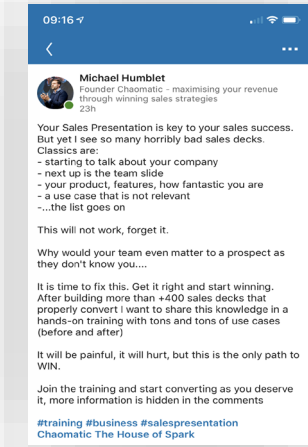 09:16
Michael Humblet
Founder Chaomatic - maximising your revenue
through winning sales strategies
23h
Your Sales Presentation is key to your sales success.
But yet I see so many horribly bad sales decks.
Classics are:
- starting to talk about your company
- next up is the team slide
- your product, features, how fantastic you are
- a use case that is not relevant
-...the list goes on
This will not work, forget it.
Why would your team even matter to a prospect as
they don't know you....
It is time to fix this. Get it right and start winning.
After building more than +400 sales decks that
properly convert I want to share this knowledge in a
hands-on training with tons and tons of use cases
(before and after)
It will be painful, it will hurt, but this is the only path to
WIN.
Join the training and start converting as you deserve
it, more information is hidden in the comments
#training #business #salespresentation
Chaomatic The House of Spark